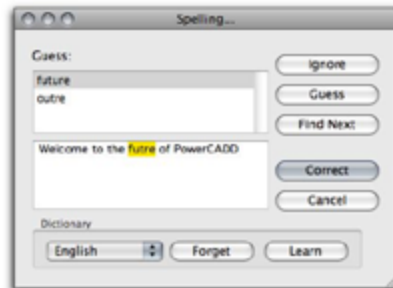 Spelling...
Guess:
future
outre
Ignore
Guess
Find Next
Welcome to the futre of PowerCADD
Correct
Cancel
Dictionary
English
Forget
Learn